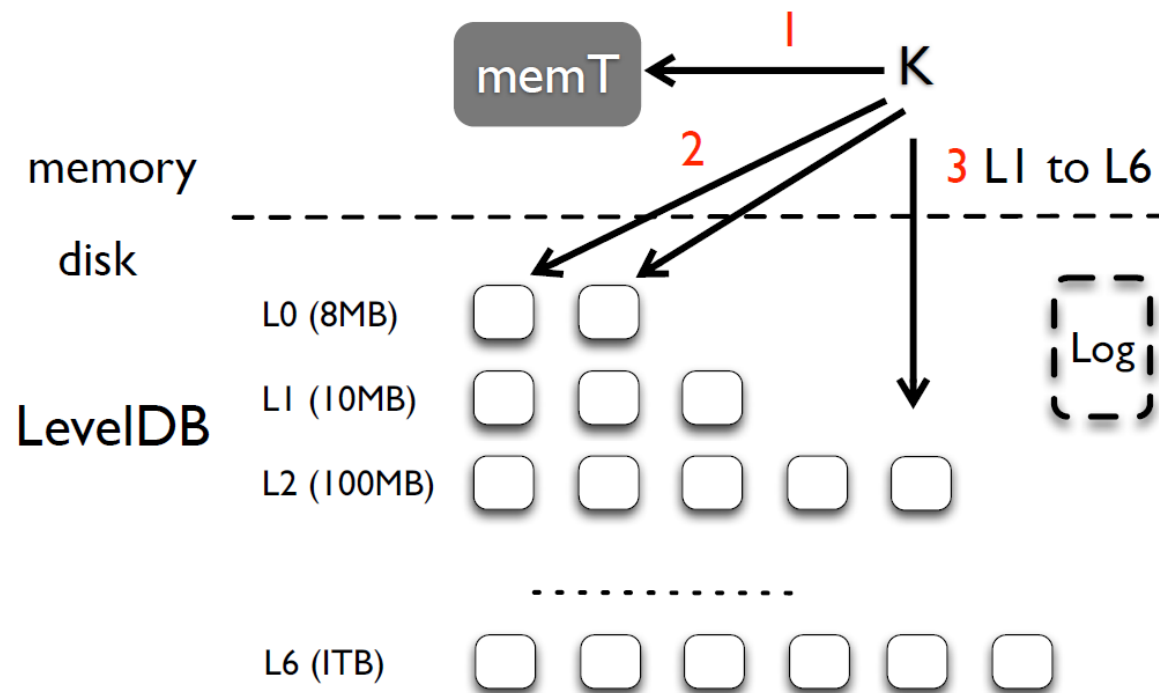 1
memT
K
2
memory
3 L1 to L6
disk
L0 (8MB)
Log
L1 (10MB)
LevelDB
L2 (100MB)
...............
L6 (1TB)